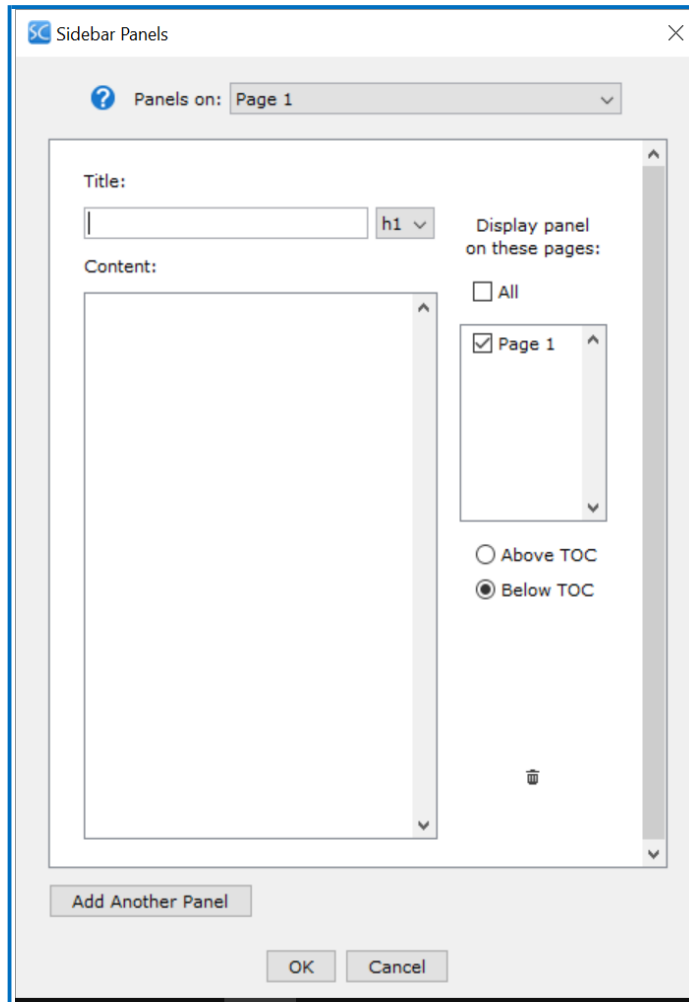 SC Sidebar Panels
? Panels on: Page 1
Title:
h1
Display panel
on these pages:
Content:
All
Page 1
Above TOC
Below TOC
Add Another Panel
OK Cancel